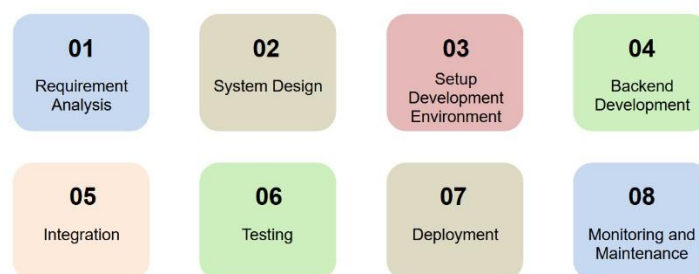 01
Requirement
Analysis
02
System Design
03
Setup
Development
Environment
04
Backend
Development
05
Integration
06
Testing
07
Deployment
08
Monitoring and
Maintenance